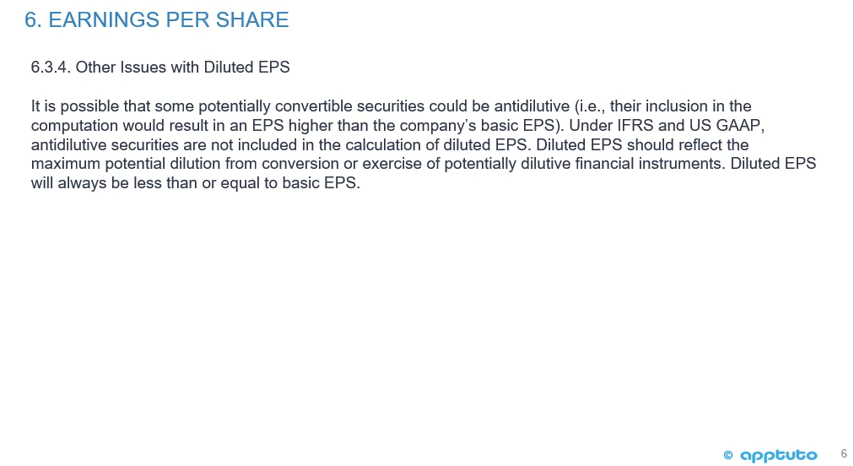 6. EARNINGS PER SHARE
6.3.4. Other Issues with Diluted EPS
It is possible that some potentially convertible securities could be antidilutive (i.e., their inclusion in the
computation would result in an EPS higher than the company's basic EPS). Under IFRS and US GAAP,
antidilutive securities are not included in the calculation of diluted EPS. Diluted EPS should reflect the
maximum potential dilution from conversion or exercise of potentially dilutive financial instruments. Diluted EPS
will always be less than or equal to basic EPS.
© apptuto 6